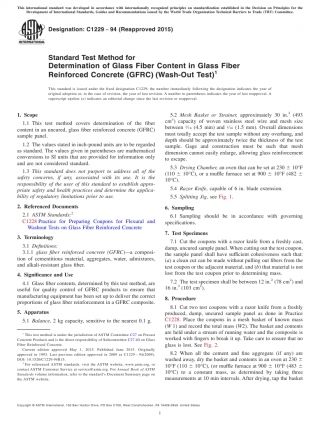 This international standard was developed in accordance with internationally recognized principles on standardization established in the Decision on Principles for the
Development of International Standards, Guides and Recommendations issued by the World Trade Organization Technical Barriers to Trade (TBT) Committee.
Designation: C1229 − 94 (Reapproved 2015)
Standard Test Method for
Determination of Glass Fiber Content in Glass Fiber
Reinforced Concrete (GFRC) (Wash-Out Test)1
This standard is issued under the fixed designation C1229; the number immediately following the designation indicates the year of
original adoption or, in the case of revision, the year of last revision. A number in parentheses indicates the year of last reapproval. A
superscript epsilon (ε) indicates an editorial change since the last revision or reapproval.
1. Scope
1.1 This test method covers determination of the fiber
content in an uncured, glass fiber reinforced concrete (GFRC)
sample panel.
1.2 The values stated in inch-pound units are to be regarded
as standard. The values given in parentheses are mathematical
conversions to SI units that are provided for information only
and are not considered standard.
1.3 This standard does not purport to address all of the
safety concerns, if any, associated with its use. It is the
responsibility of the user of this standard to establish appro-
priate safety and health practices and determine the applica-
bility of regulatory limitations prior to use.
2. Referenced Documents
2.1 ASTM Standards:2
C1228 Practice for Preparing Coupons for Flexural and
Washout Tests on Glass Fiber Reinforced Concrete
3. Terminology
3.1 Definitions:
3.1.1 glass fiber reinforced concrete (GFRC)—a composi-
tion of cementitious material, aggregates, water, admixtures,
and alkali-resistant glass fiber.
4. Significance and Use
4.1 Glass fiber contents, determined by this test method, are
useful for quality control of GFRC products to ensure that
manufacturing equipment has been set up to deliver the correct
proportions of glass fiber reinforcement in a GFRC composite.
5. Apparatus
5.1 Balance, 2 kg capacity, sensitive to the nearest 0.1 g.
1 This test method is under the jurisdiction of ASTM Committee C27 on Precast
Concrete Products and is the direct responsibility of Subcommittee C27.40 on Glass
Fiber Reinforced Concrete.
Current edition approved May 1, 2015. Published June 2015. Originally
approved in 1993. Last previous edition approved in 2009 as C1229 – 94(2009).
DOI: 10.1520/C1229-94R15.
2 For referenced ASTM standards, visit the ASTM website, www.astm.org, or
contact ASTM Customer Service at service@astm.org. For Annual Book of ASTM
Standards volume information, refer to the standard's Document Summary page on
the ASTM website.
5.2 Mesh Basket or Strainer, approximately 30 in.3 (493
cm3) capacity of woven stainless steel wire and mesh size
between
must totally accept the test sample without any overhang, and
depth should be approximately twice the thickness of the test
sample. Gage and construction must be such that mesh
dimension cannot easily enlarge, allowing glass reinforcement
to escape.
5.3 Drying Chamber, an oven that can be set at 230 ± 10°F
(110 ± 10°C), or a muffle furnace set at 900 ± 10°F (482 ±
10°C).
5.4 Razor Knife, capable of 6 in. blade extension.
5.5 Splitting Jig, see Fig. 1.
6. Sampling
6.1 Sampling should be in accordance with governing
specifications.
7. Test Specimens
7.1 Cut the coupons with a razor knife from a freshly cast,
damp, uncured sample panel. When cutting out the test coupon,
the sample panel shall have sufficient cohesiveness such that:
(a) a clean cut can be made without pulling out fibers from the
test coupon or the adjacent material, and (b) that material is not
lost from the test coupon prior to determining mass.
7.2 The test specimen shall be between 12 in.2 (78 cm2) and
16 in.2 (103 cm2).
8. Procedure
8.1 Cut two test coupons with a razor knife from a freshly
produced, damp, uncured sample panel as done in Practice
C1228. Place the coupons in a mesh basket of known mass
(W 1) and record the total mass (W2). The basket and contents
are held under a stream of running water and the composite is
worked with fingers to break it up. Take care to ensure that no
glass is lost. See Fig. 2.
8.2 When all the cement and fine aggregate (if any) are
washed away, dry the basket and contents in an oven at 230 ±
10°F (110 ± 10°C), (or muffle furnace at 900 ± 10°F (483 ±
10°C) to a constant mass, as determined by taking three
measurements at 10 min intervals. After drying, tap the basket
Copyright © ASTM International, 100 Barr Harbor Drive, PO Box C700, West Conshohocken, PA 19428-2959. United States
1